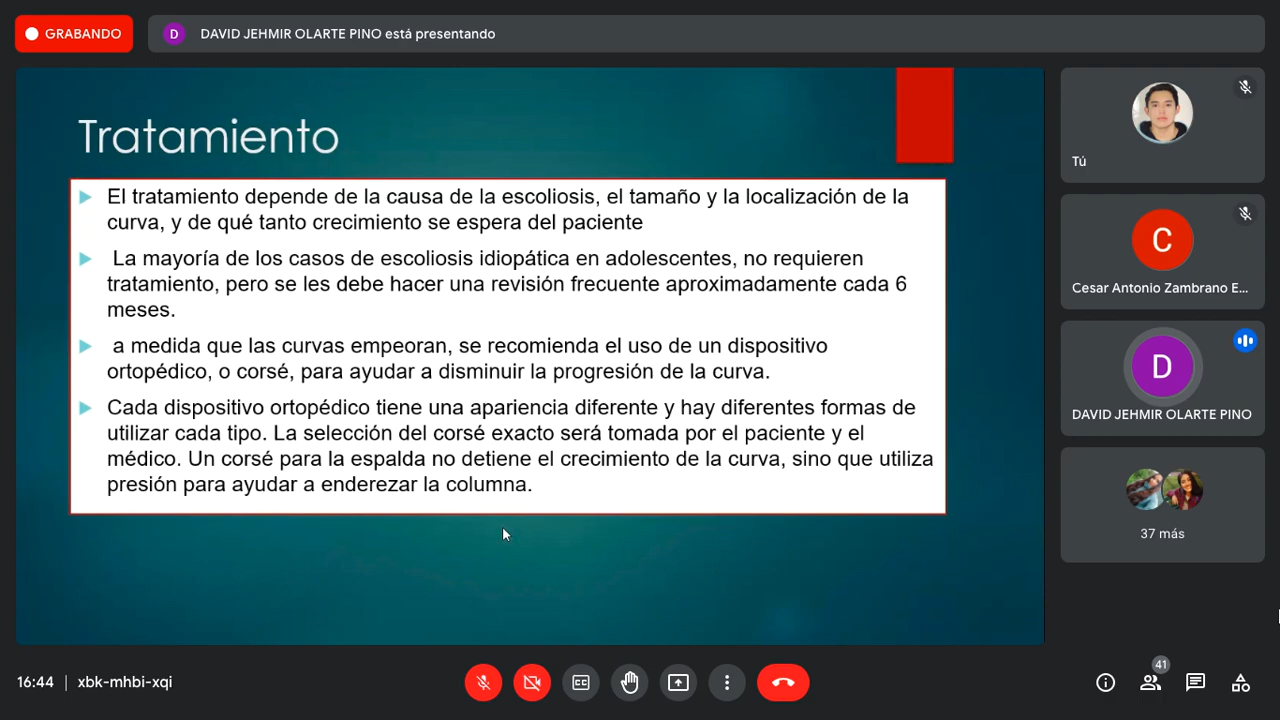 GRABANDO
D
DAVID JEHMIR OLARTE PINO está presentando
Tratamiento
El tratamiento depende de la causa de la escoliosis, el tamaño y la localización de la
curva, y de qué tanto crecimiento se espera del paciente
La mayoría de los casos de escoliosis idiopática en adolescentes, no requieren
tratamiento, pero se les debe hacer una revisión frecuente aproximadamente cada 6
meses.
a medida que las curvas empeoran, se recomienda el uso de un dispositivo
ortopédico, o corsé, para ayudar a disminuir la progresión de la curva.
Cada dispositivo ortopédico tiene una apariencia diferente y hay diferentes formas de
utilizar cada tipo. La selección del corsé exacto será tomada por el paciente y el
médico. Un corsé para la espalda no detiene el crecimiento de la curva, sino que utiliza
presión para ayudar a enderezar la columna.
Tú
C
Cesar Antonio Zambrano E...
D
DAVID JEHMIR OLARTE PINO
37 más
16:44 | xbk-mhbi-xqi
CC
41